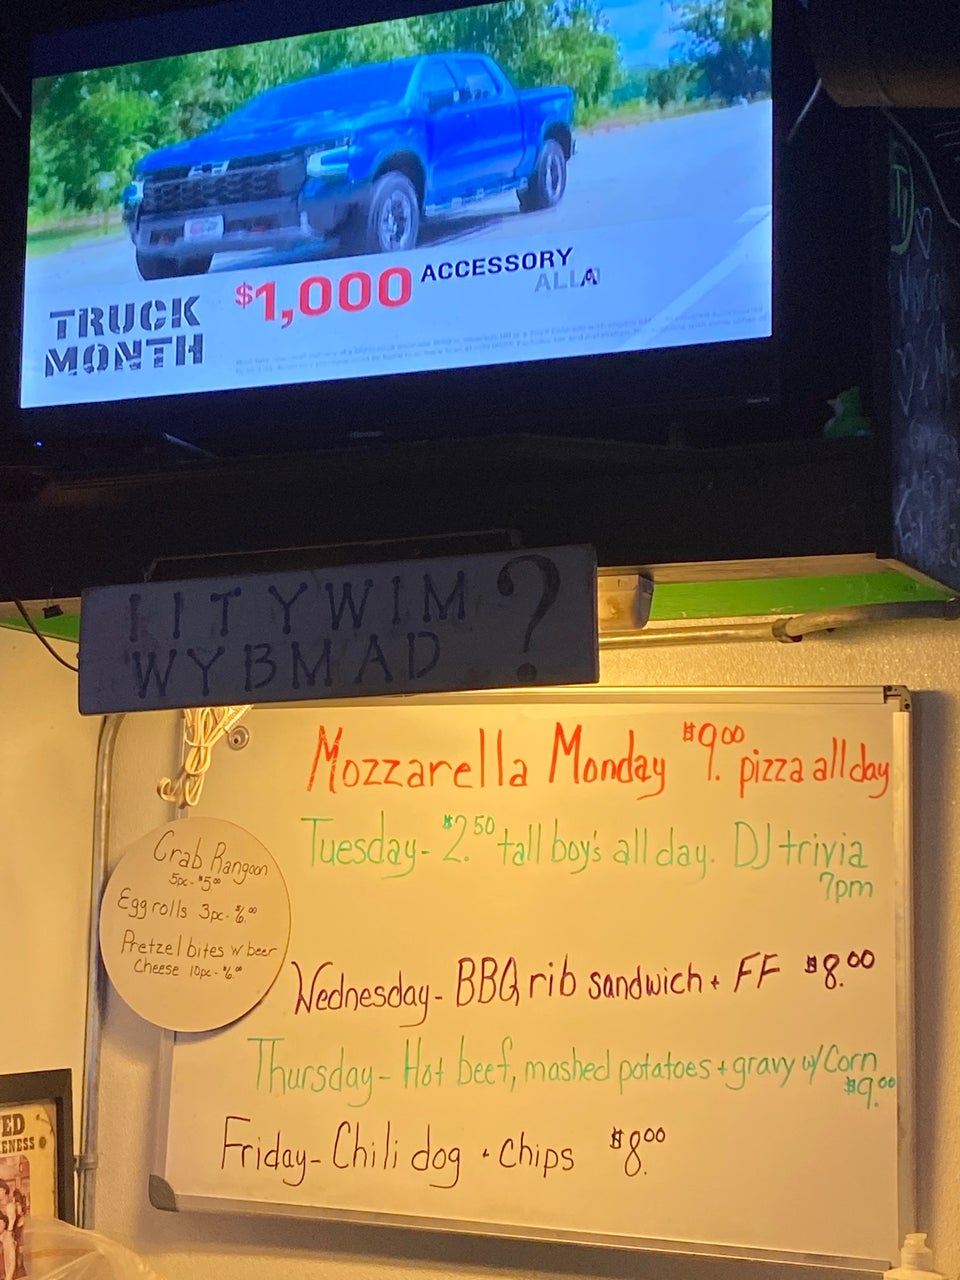 TRUCK
MONTH
$1,000 ACCESSORY
ALLA
IITYWIM
WYBMAD ?
Mozzarella Monday $9.00 pizza all day
Tuesday- $2.50 tall boy's all day. DJ trivia
7pm
Wednesday- BBQ rib sandwich + FF $8.00
Thursday- Hot beef, mashed potatoes + gravy w/ Corn
$9.00
Friday- Chili dog + chips $8.00
Crab Rangoon
5pc- $5.00
Egg rolls 3pc- $6.00
Pretzel bites w beer
Cheese 10pc- $6.00
ED
ENESS